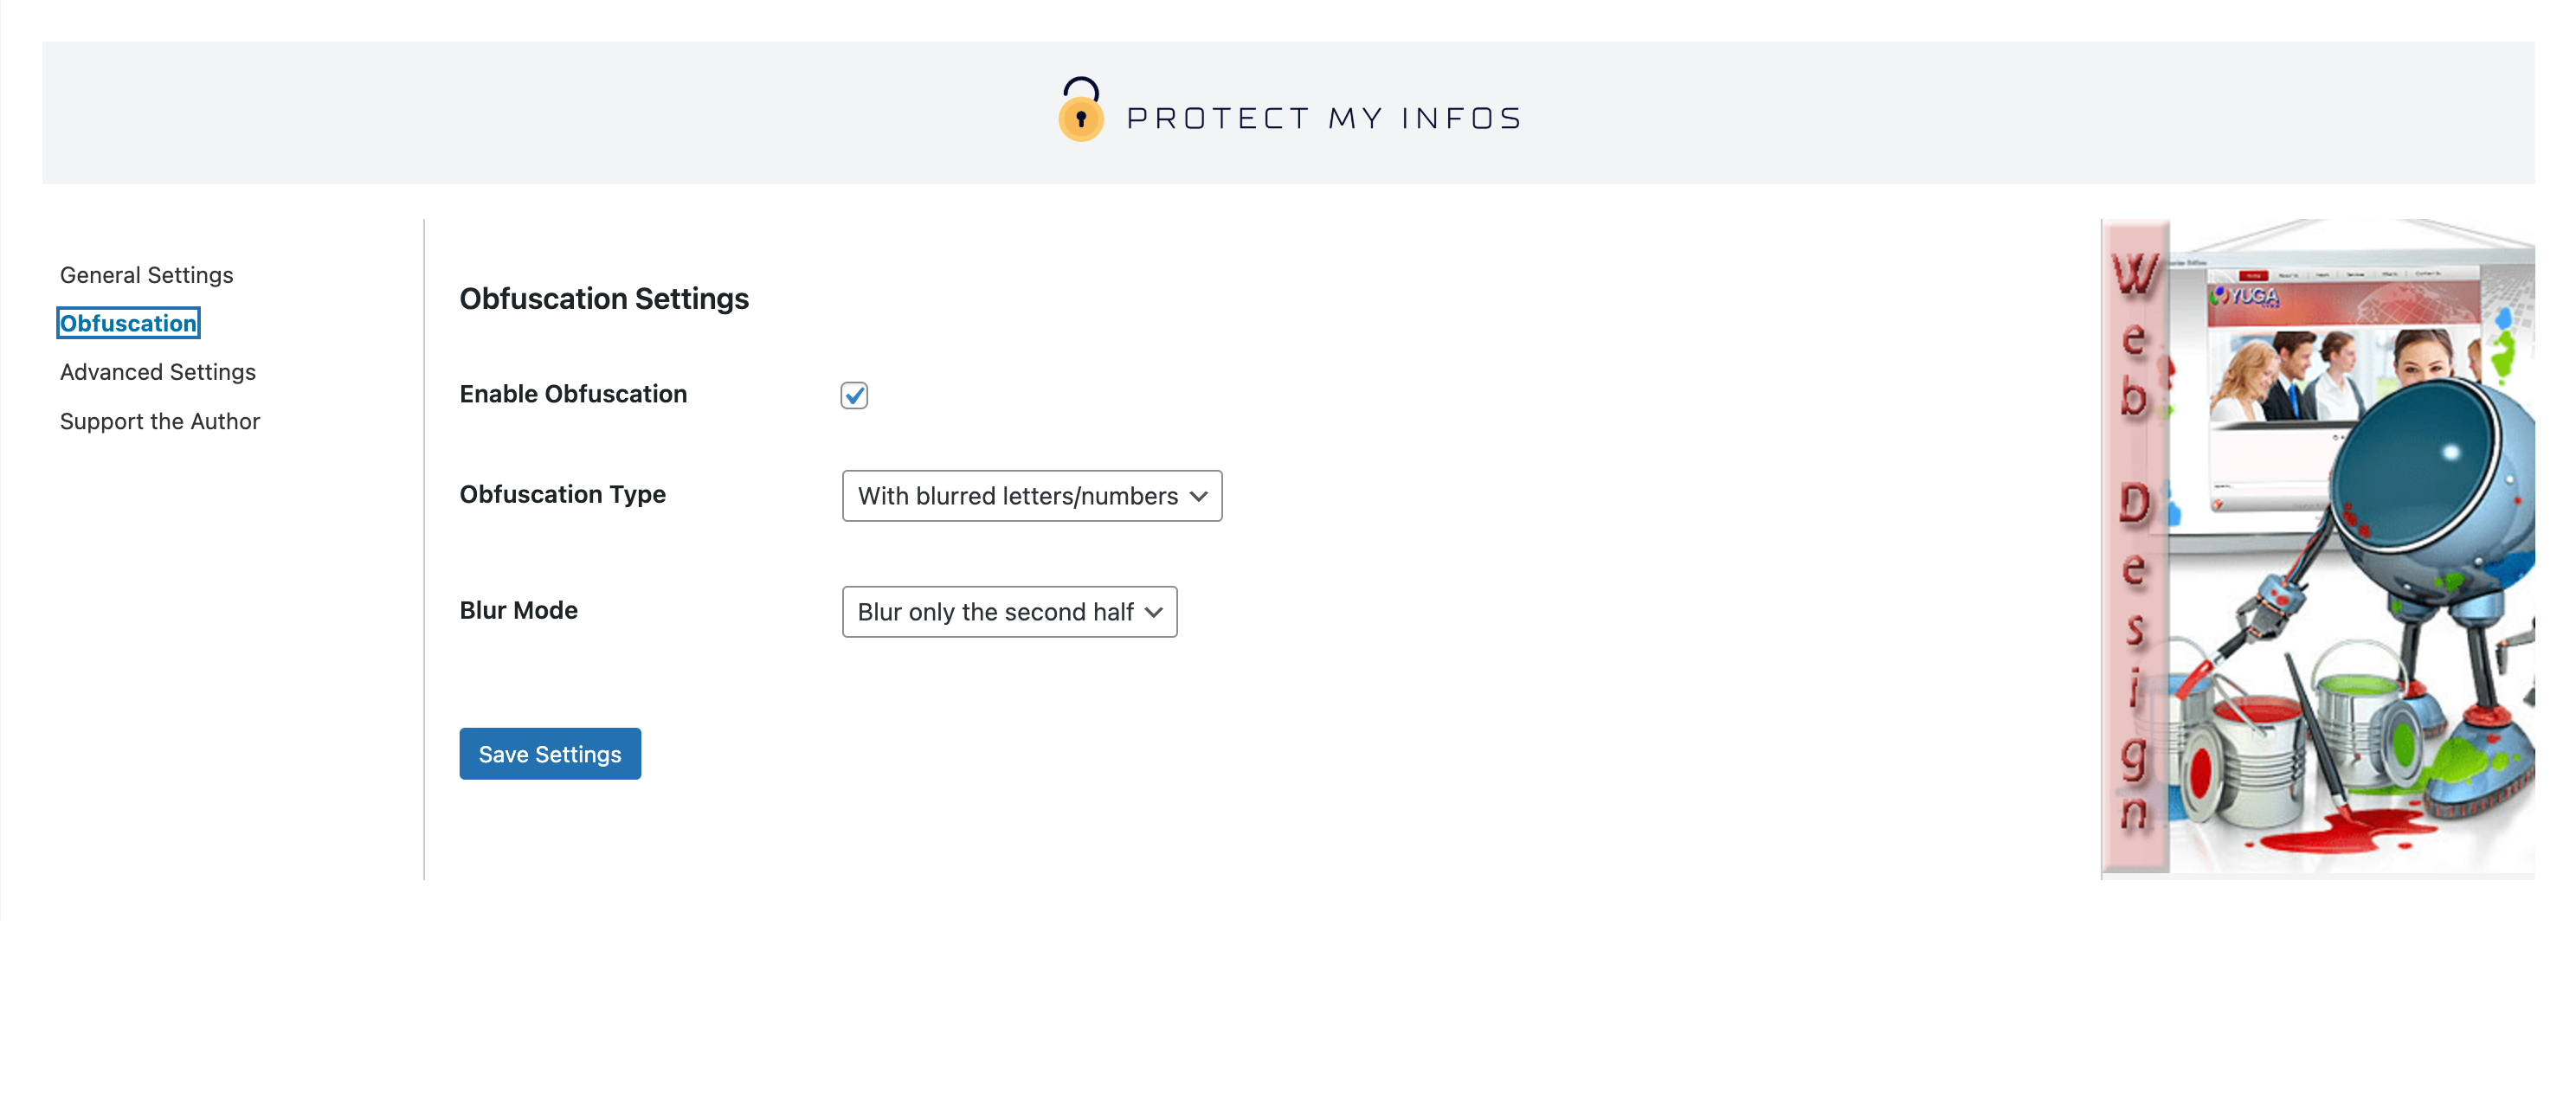 PROTECT MY INFOS
General Settings
Obfuscation
Advanced Settings
Support the Author
Obfuscation Settings
Enable Obfuscation
Obfuscation Type
With blurred letters/numbers
Blur Mode
Blur only the second half
Save Settings
Web Design
YUGA